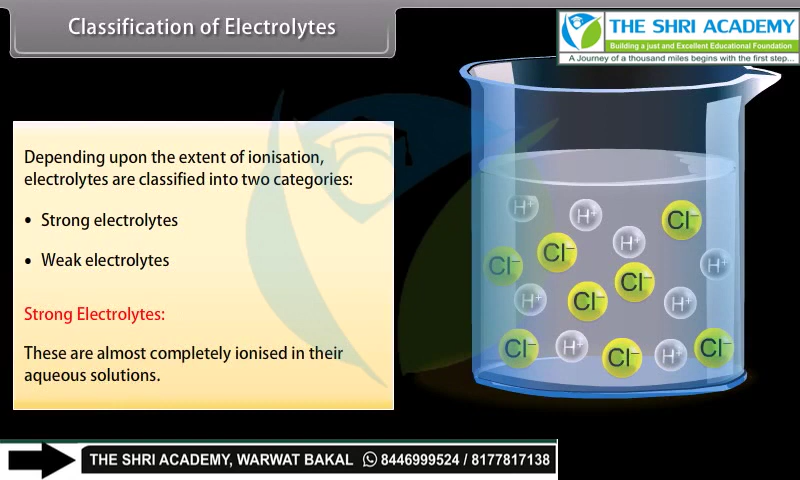 Classification of Electrolytes
THE SHRI ACADEMY
Building a just and Excellent Educational Foundation
A Journey of a thousand miles begins with the first step...
Depending upon the extent of ionisation,
electrolytes are classified into two categories:
• Strong electrolytes
• Weak electrolytes
Strong Electrolytes:
These are almost completely ionised in their
aqueous solutions.
H⁺
H⁺
Cl⁻
H⁺
Cl⁻
Cl⁻
H⁺
Cl⁻
H⁺
Cl⁻
H⁺
Cl⁻
H⁺
Cl⁻
H⁺
Cl⁻
THE SHRI ACADEMY, WARWAT BAKAL 8446999524 / 8177817138